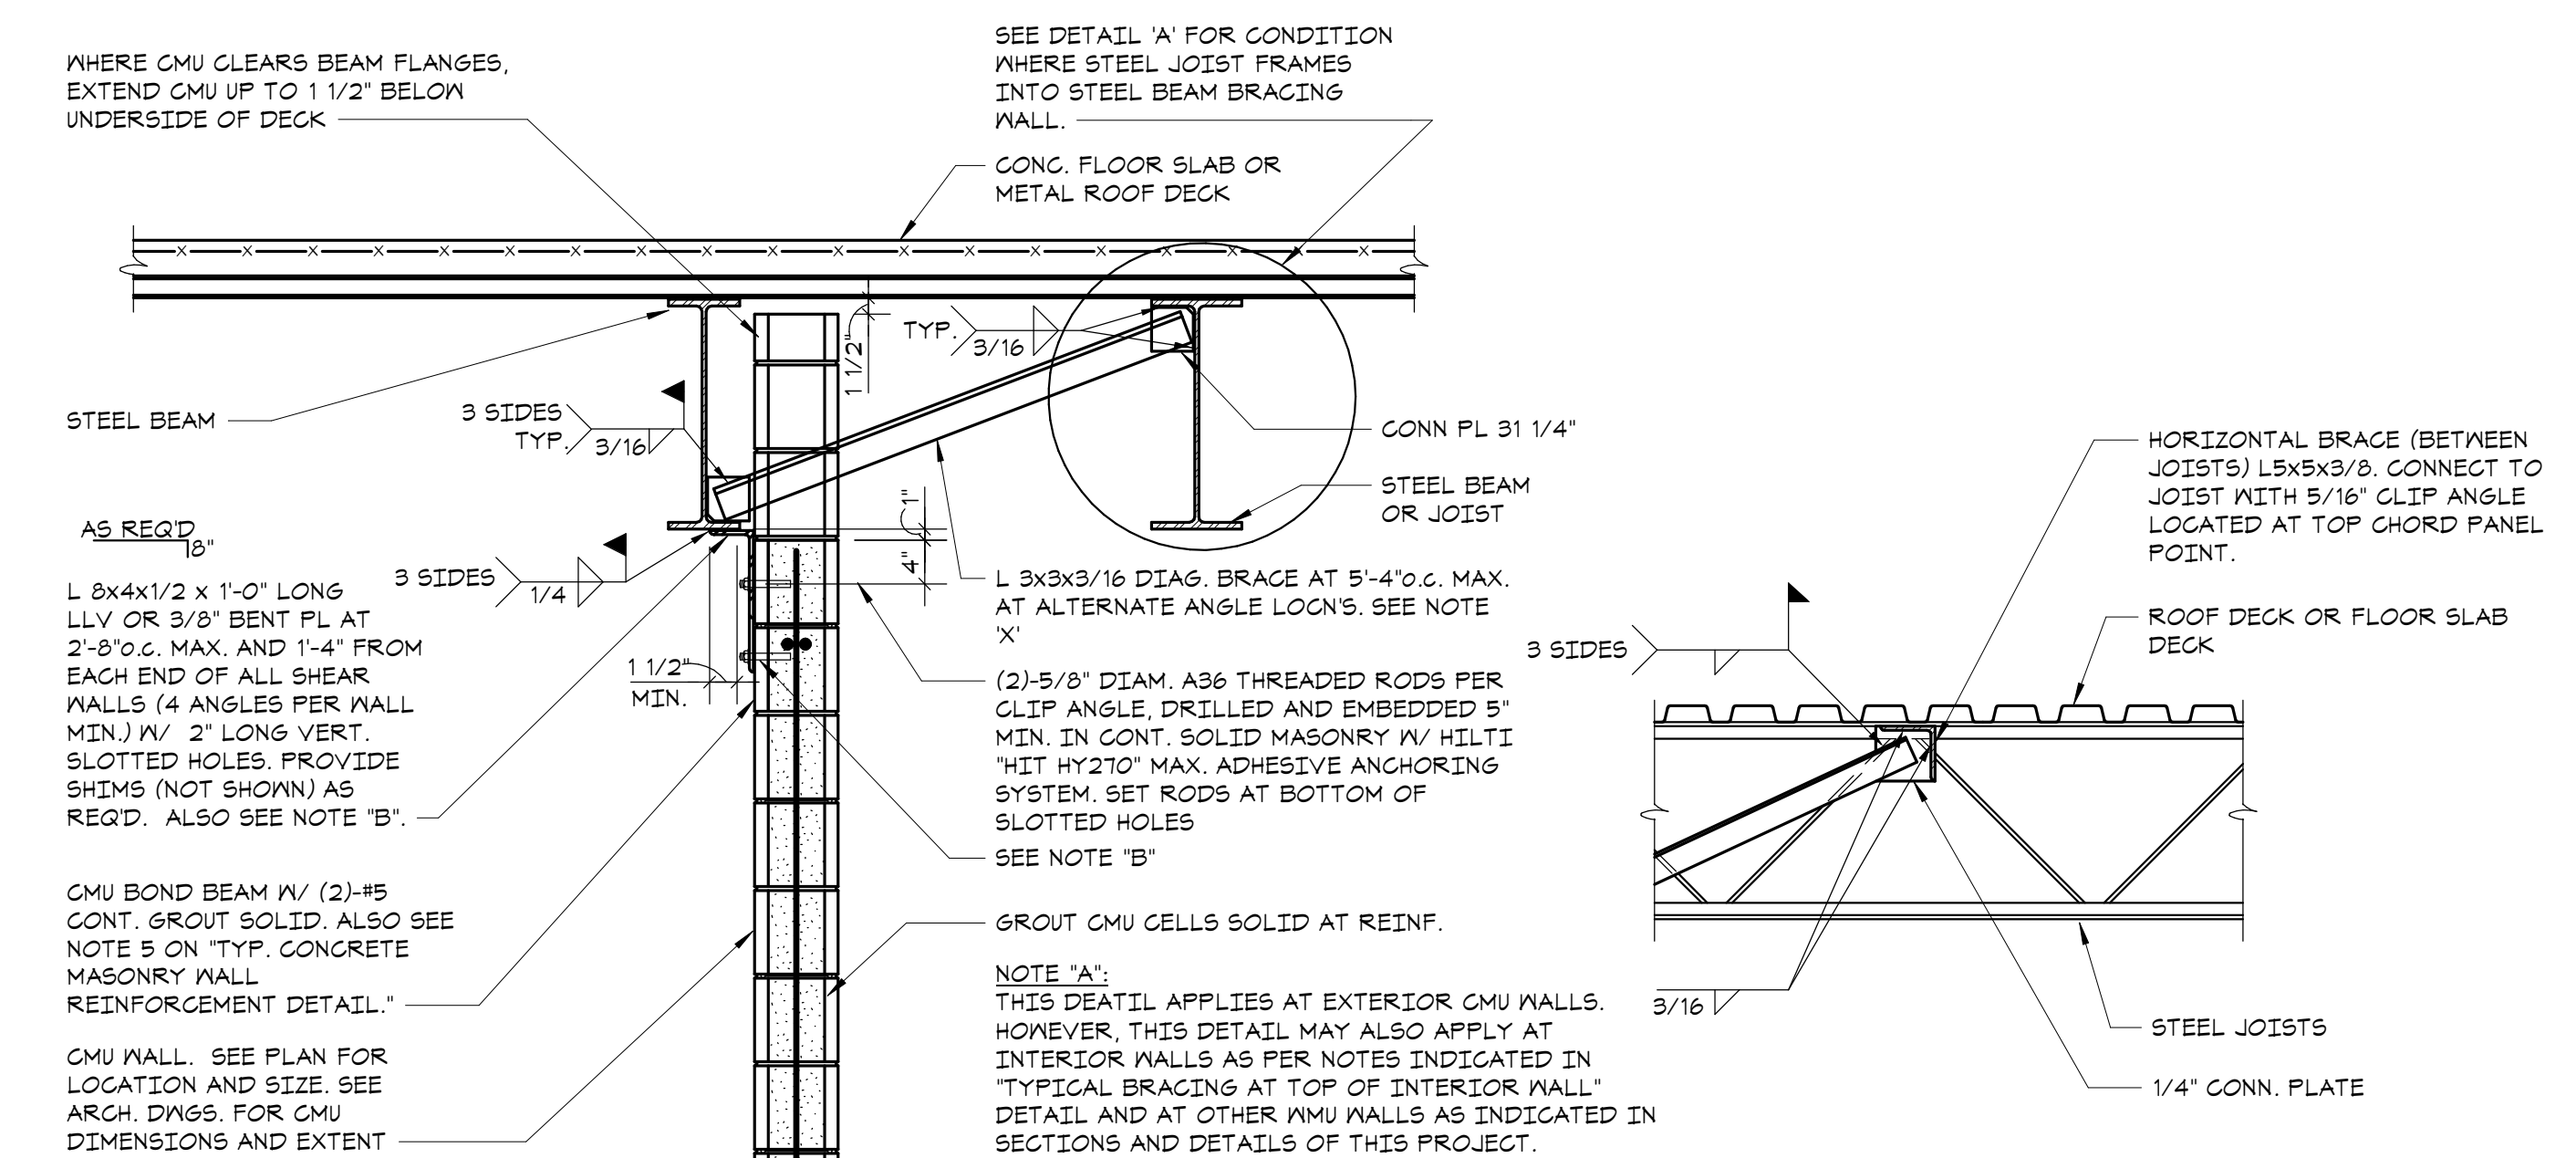 WHERE CMU CLEARS BEAM FLANGES,
EXTEND CMU UP TO 1 1/2" BELOW
UNDERSIDE OF DECK
SEE DETAIL 'A' FOR CONDITION
WHERE STEEL JOIST FRAMES
INTO STEEL BEAM BRACING
WALL.
CONC. FLOOR SLAB OR
METAL ROOF DECK
TYP.
3/16
1 1/2"
STEEL BEAM
3 SIDES
TYP.
3/16
CONN PL 31 1/4"
STEEL BEAM
OR JOIST
AS REQ'D
8"
1"
4"
3 SIDES
1/4
L 8x4x1/2 x 1'-0" LONG
LLV OR 3/8" BENT PL AT
2'-8"o.c. MAX. AND 1'-4" FROM
EACH END OF ALL SHEAR
WALLS (4 ANGLES PER WALL
MIN.) W/ 2" LONG VERT.
SLOTTED HOLES. PROVIDE
SHIMS (NOT SHOWN) AS
REQ'D. ALSO SEE NOTE "B".
1 1/2"
MIN.
L 3x3x3/16 DIAG. BRACE AT 5'-4"o.c. MAX.
AT ALTERNATE ANGLE LOCN'S. SEE NOTE
'X'
(2)-5/8" DIAM. A36 THREADED RODS PER
CLIP ANGLE, DRILLED AND EMBEDDED 5"
MIN. IN CONT. SOLID MASONRY W/ HILTI
"HIT HY270" MAX. ADHESIVE ANCHORING
SYSTEM. SET RODS AT BOTTOM OF
SLOTTED HOLES
SEE NOTE "B"
CMU BOND BEAM W/ (2)-#5
CONT. GROUT SOLID. ALSO SEE
NOTE 5 ON "TYP. CONCRETE
MASONRY WALL
REINFORCEMENT DETAIL."
GROUT CMU CELLS SOLID AT REINF.
CMU WALL. SEE PLAN FOR
LOCATION AND SIZE. SEE
ARCH. DWGS. FOR CMU
DIMENSIONS AND EXTENT
NOTE "A":
THIS DEATIL APPLIES AT EXTERIOR CMU WALLS.
HOWEVER, THIS DETAIL MAY ALSO APPLY AT
INTERIOR WALLS AS PER NOTES INDICATED IN
"TYPICAL BRACING AT TOP OF INTERIOR WALL"
DETAIL AND AT OTHER WMU WALLS AS INDICATED IN
SECTIONS AND DETAILS OF THIS PROJECT.
HORIZONTAL BRACE (BETWEEN
JOISTS) L5x5x3/8. CONNECT TO
JOIST WITH 5/16" CLIP ANGLE
LOCATED AT TOP CHORD PANEL
POINT.
ROOF DECK OR FLOOR SLAB
DECK
3 SIDES
3/16
STEEL JOISTS
1/4" CONN. PLATE